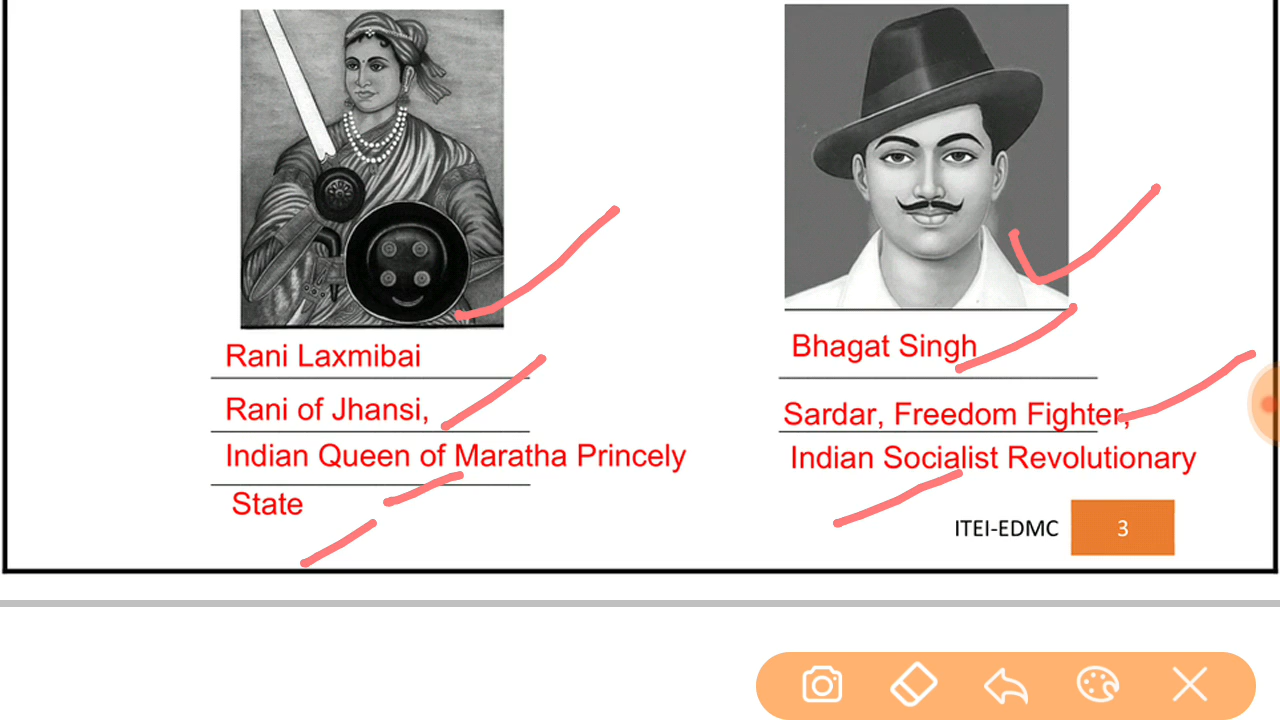 Rani Laxmibai
Rani of Jhansi,
Indian Queen of Maratha Princely
State
Bhagat Singh
Sardar, Freedom Fighter,
Indian Socialist Revolutionary
ITEI-EDMC 3